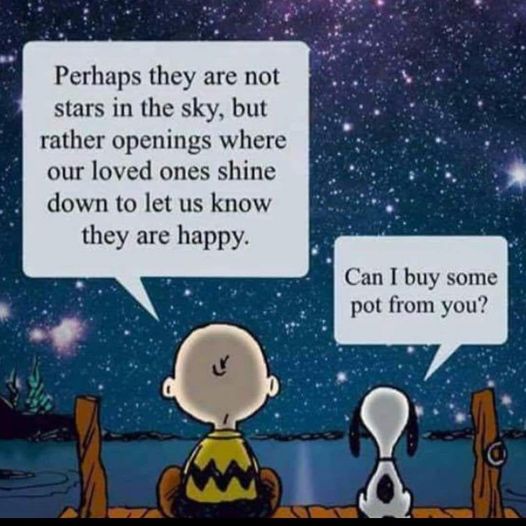 Perhaps they are not
stars in the sky, but
rather openings where
our loved ones shine
down to let us know
they are happy.
Can I buy some
pot from you?